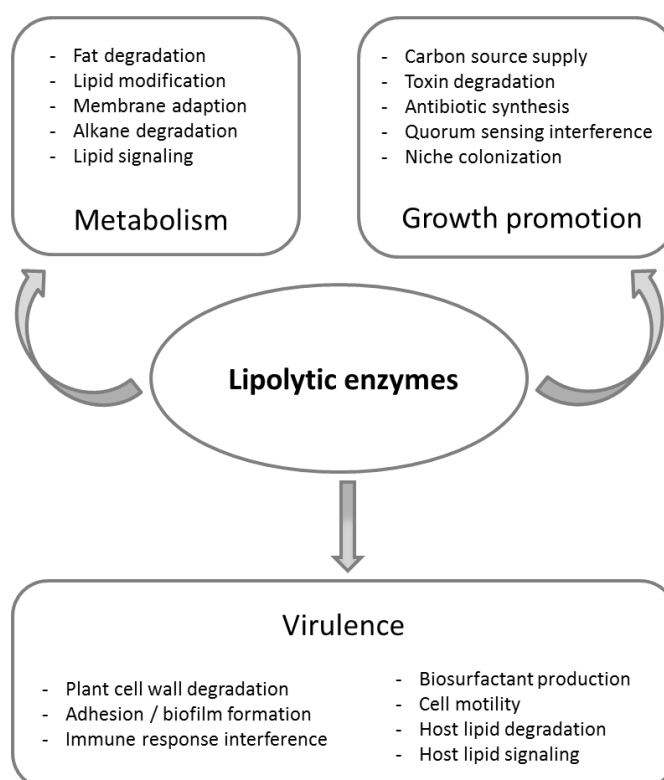 - Fat degradation
- Lipid modification
- Membrane adaption
- Alkane degradation
- Lipid signaling
Metabolism
- Carbon source supply
- Toxin degradation
- Antibiotic synthesis
- Quorum sensing interference
- Niche colonization
Growth promotion
Lipolytic enzymes
Virulence
- Plant cell wall degradation
- Adhesion / biofilm formation
- Immune response interference
- Biosurfactant production
- Cell motility
- Host lipid degradation
- Host lipid signaling